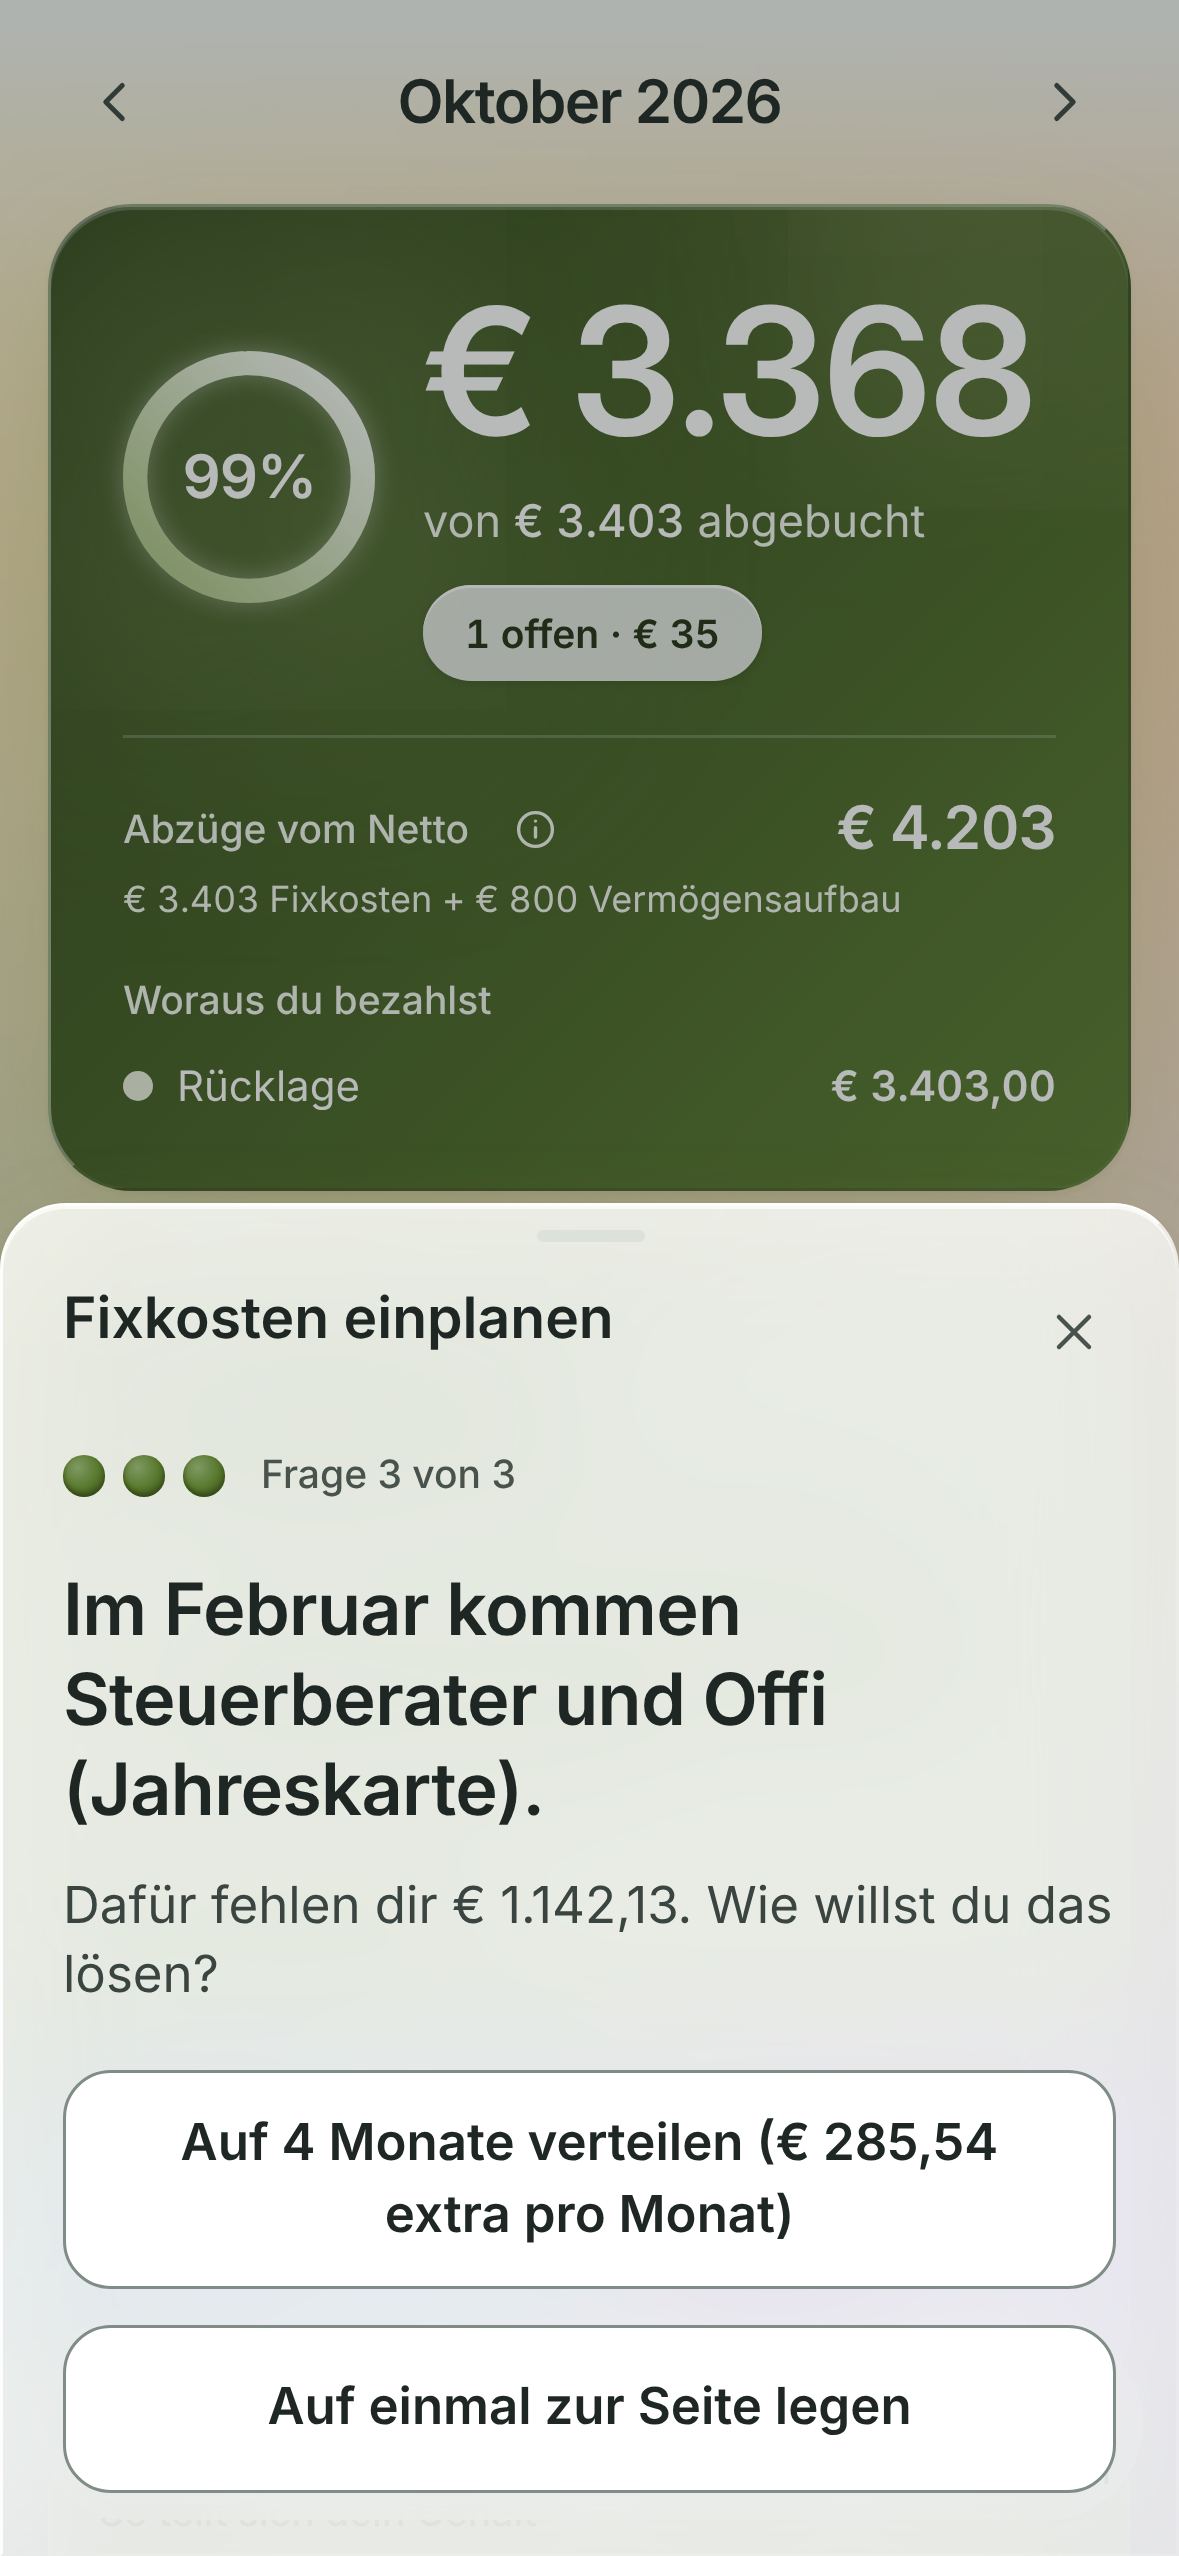 Oktober 2026
€ 3.368
99%
von € 3.403 abgebucht
1 offen · € 35
Abzüge vom Netto
€ 4.203
€ 3.403 Fixkosten + € 800 Vermögensaufbau
Woraus du bezahlst
Rücklage
€ 3.403,00
Fixkosten einplanen
Frage 3 von 3
Im Februar kommen
Steuerberater und Offi
(Jahreskarte).
Dafür fehlen dir € 1.142,13. Wie willst du das
lösen?
Auf 4 Monate verteilen (€ 285,54
extra pro Monat)
Auf einmal zur Seite legen